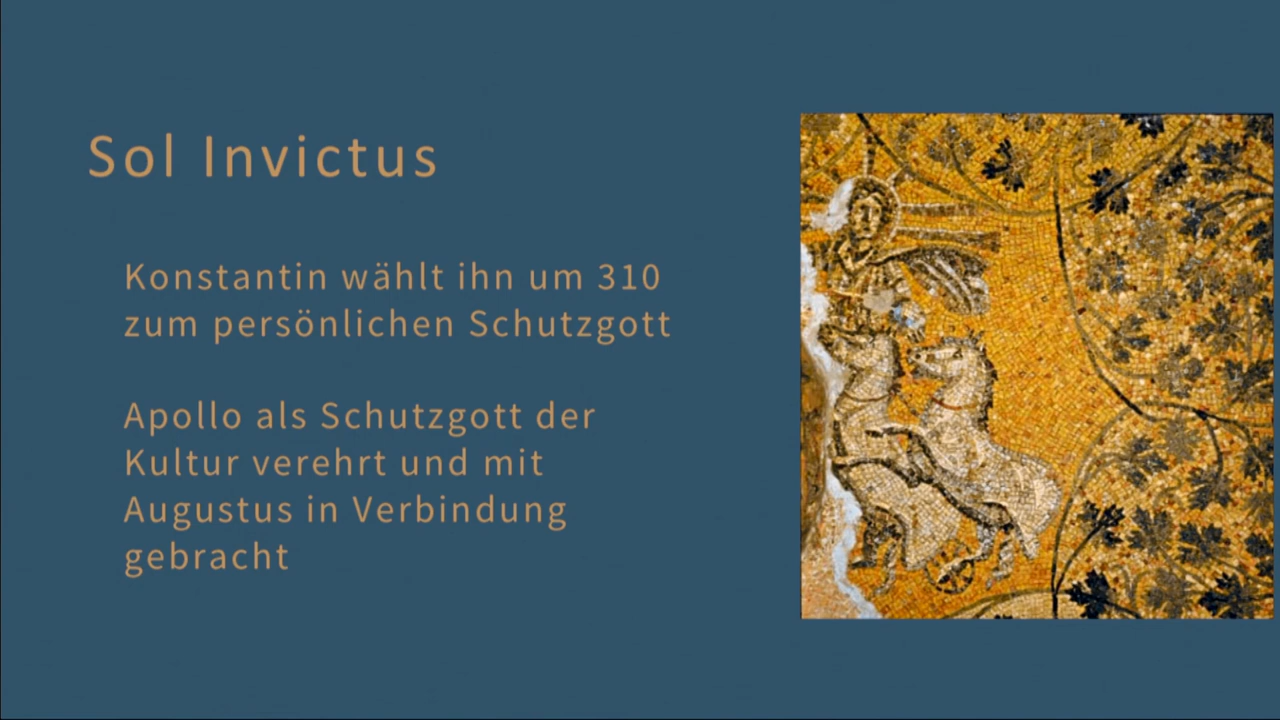 Sol Invictus
Konstantin wählt ihn um 310
zum persönlichen Schutzgott
Apollo als Schutzgott der
Kultur verehrt und mit
Augustus in Verbindung
gebracht